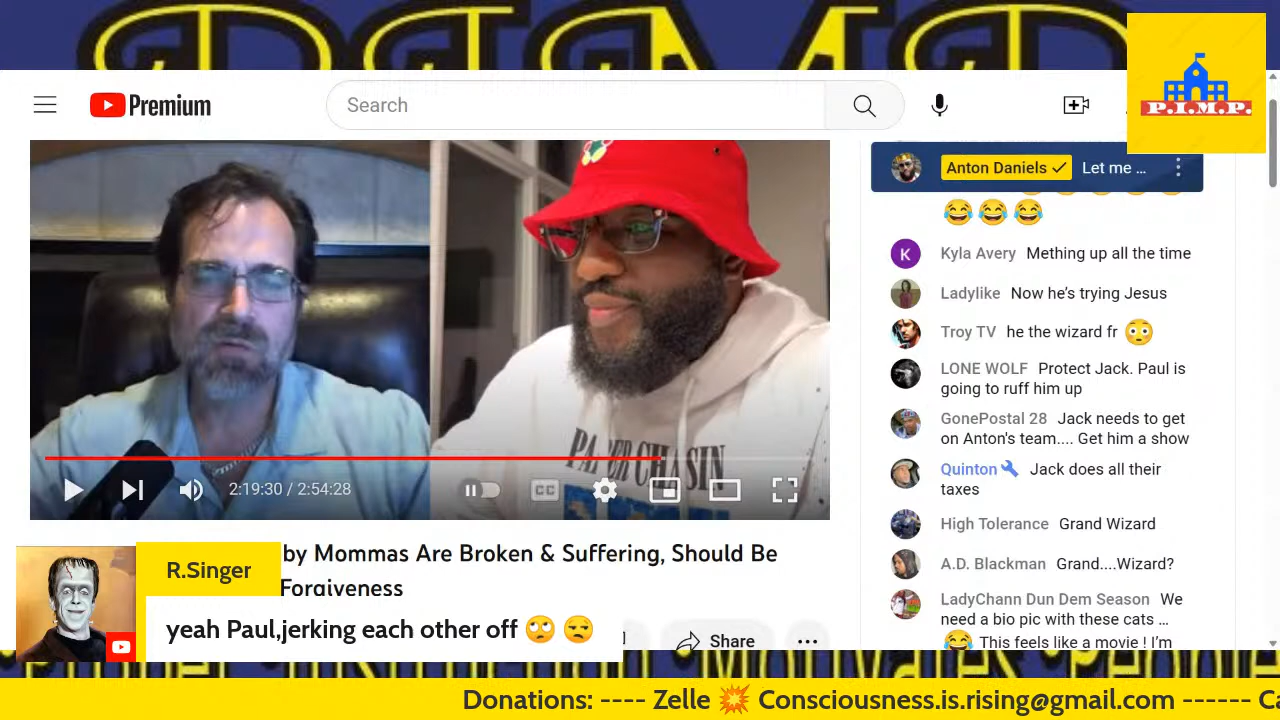 Premium
Search
P.I.M.P.
Anton Daniels Let me ...
😂 😂 😂
K Kyla Avery Mething up all the time
Ladylike Now he's trying Jesus
Troy TV he the wizard fr 😳
LONE WOLF Protect Jack. Paul is
going to ruff him up
GonePostal 28 Jack needs to get
on Anton's team.... Get him a show
Quinton Jack does all their
taxes
High Tolerance Grand Wizard
A.D. Blackman Grand....Wizard?
LadyChann Dun Dem Season We
need a bio pic with these cats ...
😂 This feels like a movie ! I'm
2:19:30 / 2:54:28
CC
by Mommas Are Broken & Suffering, Should Be
Forgiveness
R.Singer
yeah Paul,jerking each other off 🙄 😒
Share
Donations: ---- Zelle 💥 Consciousness.is.rising@gmail.com ------ Ca